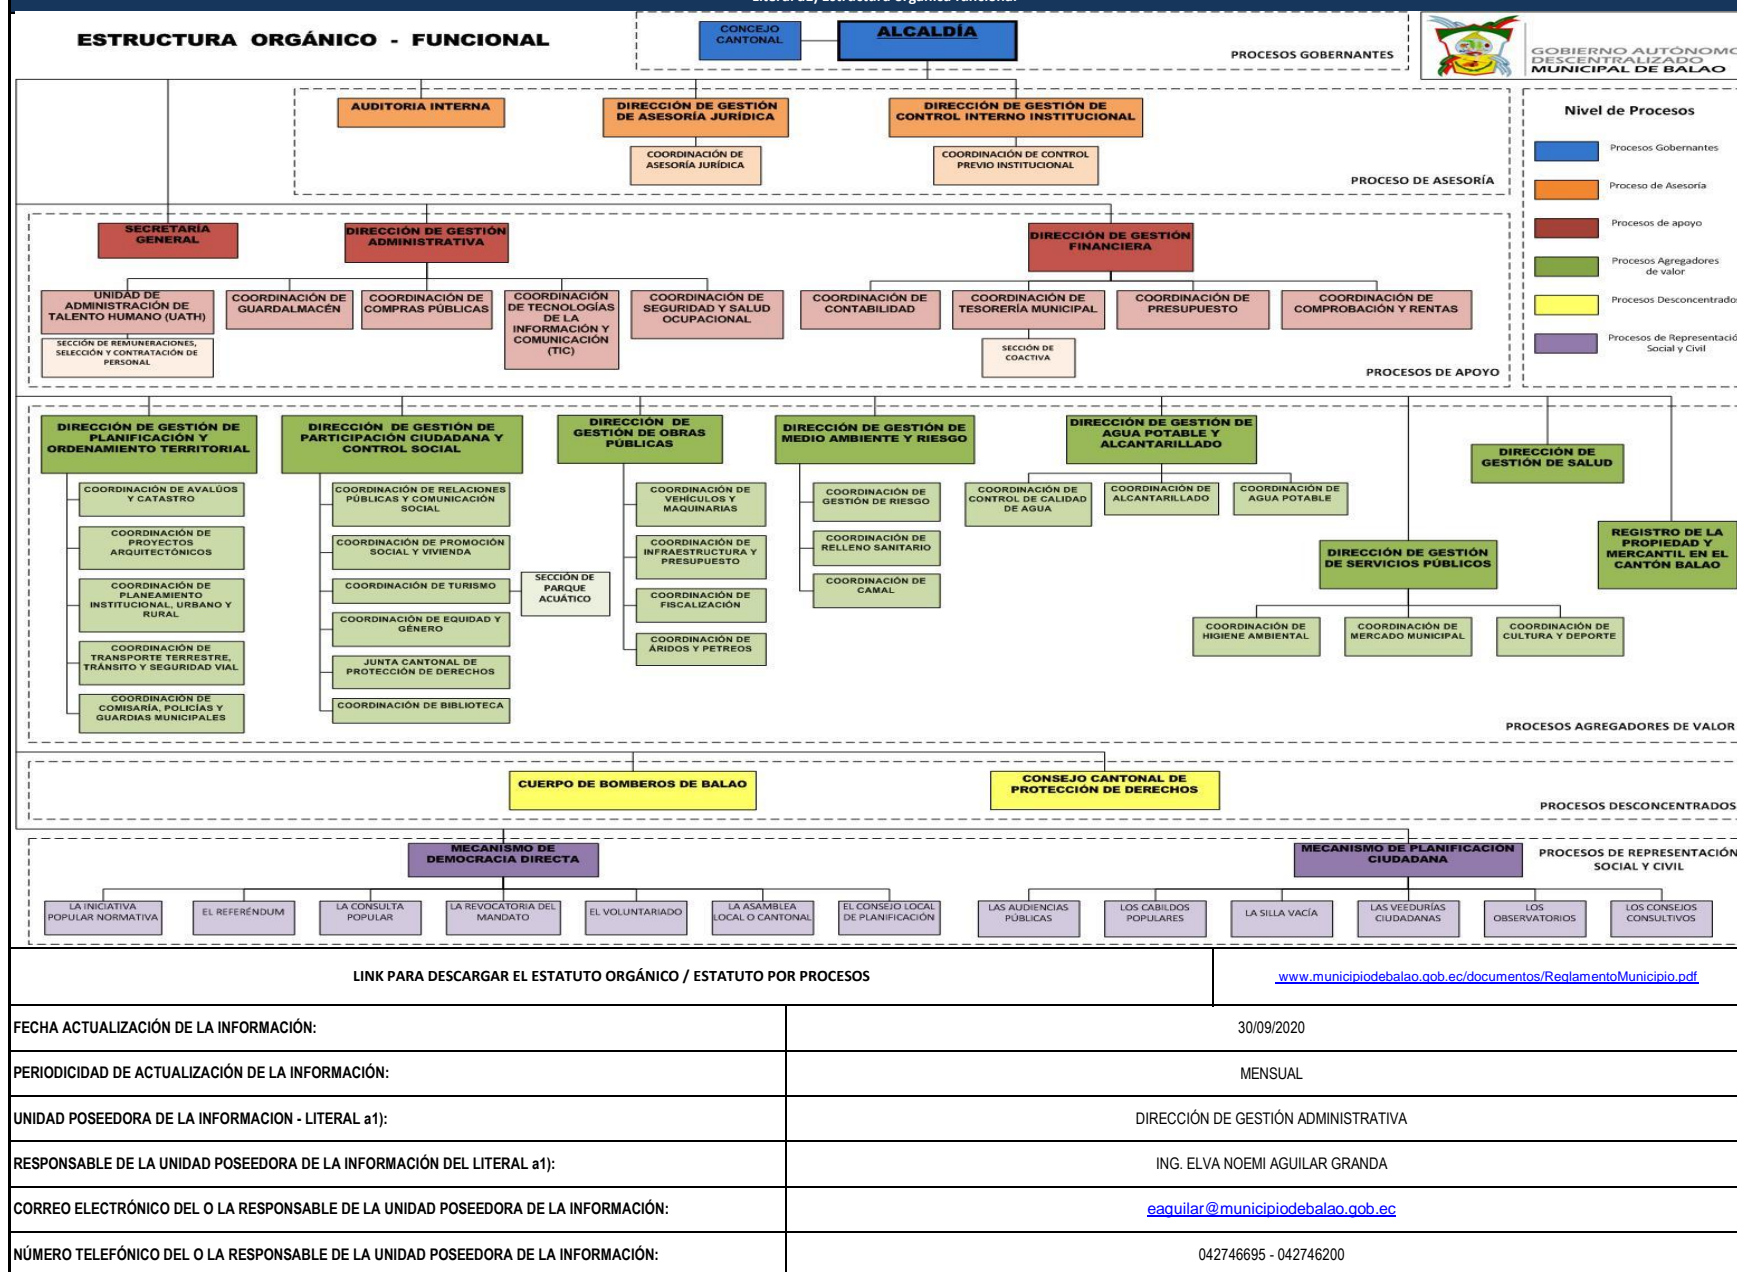 Literal a1) Estructura orgánica funcional
ESTRUCTURA ORGÁNICO - FUNCIONAL
CONCEJO
CANTONAL
ALCALDÍA
PROCESOS GOBERNANTES
GOBIERNO AUTÓNOMO
DESCENTRALIZADO
MUNICIPAL DE BALAO
AUDITORIA INTERNA
DIRECCIÓN DE GESTIÓN
DE ASESORÍA JURÍDICA
DIRECCIÓN DE GESTIÓN DE
CONTROL INTERNO INSTITUCIONAL
COORDINACIÓN DE
ASESORÍA JURÍDICA
COORDINACIÓN DE CONTROL
PREVIO INSTITUCIONAL
PROCESO DE ASESORÍA
Nivel de Procesos
Procesos Gobernantes
Proceso de Asesoría
Procesos de apoyo
Procesos Agregadores
de valor
Procesos Desconcentrados
Procesos de Representació
Social y Civil
SECRETARÍA
GENERAL
DIRECCIÓN DE GESTIÓN
ADMINISTRATIVA
DIRECCIÓN DE GESTIÓN
FINANCIERA
UNIDAD DE
ADMINISTRACIÓN DE
TALENTO HUMANO (UATH)
SECCIÓN DE REMUNERACIONES,
SELECCIÓN Y CONTRATACIÓN DE
PERSONAL
COORDINACIÓN DE
GUARDALMACÉN
COORDINACIÓN DE
COMPRAS PÚBLICAS
COORDINACIÓN
DE TECNOLOGÍAS
DE LA
INFORMACIÓN Y
COMUNICACIÓN
(TIC)
COORDINACIÓN DE
SEGURIDAD Y SALUD
OCUPACIONAL
COORDINACIÓN DE
CONTABILIDAD
COORDINACIÓN DE
TESORERÍA MUNICIPAL
SECCIÓN DE
COACTIVA
COORDINACIÓN DE
PRESUPUESTO
COORDINACIÓN DE
COMPROBACIÓN Y RENTAS
PROCESOS DE APOYO
DIRECCIÓN DE GESTIÓN DE
PLANIFICACIÓN Y
ORDENAMIENTO TERRITORIAL
COORDINACIÓN DE AVALÚOS
Y CATASTRO
COORDINACIÓN DE
PROYECTOS
ARQUITECTÓNICOS
COORDINACIÓN DE
PLANEAMIENTO
INSTITUCIONAL, URBANO Y
RURAL
COORDINACIÓN DE
TRANSPORTE TERRESTRE,
TRÁNSITO Y SEGURIDAD VIAL
COORDINACIÓN DE
COMISARÍA, POLICÍAS Y
GUARDIAS MUNICIPALES
DIRECCIÓN DE GESTIÓN DE
PARTICIPACIÓN CIUDADANA Y
CONTROL SOCIAL
COORDINACIÓN DE RELACIONES
PÚBLICAS Y COMUNICACIÓN
SOCIAL
COORDINACIÓN DE PROMOCIÓN
SOCIAL Y VIVIENDA
COORDINACIÓN DE TURISMO
SECCIÓN DE
PARQUE
ACUÁTICO
COORDINACIÓN DE EQUIDAD Y
GÉNERO
JUNTA CANTONAL DE
PROTECCIÓN DE DERECHOS
COORDINACIÓN DE BIBLIOTECA
DIRECCIÓN DE
GESTIÓN DE OBRAS
PÚBLICAS
COORDINACIÓN DE
VEHÍCULOS Y
MAQUINARIAS
COORDINACIÓN DE
INFRAESTRUCTURA Y
PRESUPUESTO
COORDINACIÓN DE
FISCALIZACIÓN
COORDINACIÓN DE
ÁRIDOS Y PETREOS
DIRECCIÓN DE GESTIÓN DE
MEDIO AMBIENTE Y RIESGO
COORDINACIÓN DE
GESTIÓN DE RIESGO
COORDINACIÓN DE
RELLENO SANITARIO
COORDINACIÓN DE
CAMAL
DIRECCIÓN DE GESTIÓN DE
AGUA POTABLE Y
ALCANTARILLADO
COORDINACIÓN DE
CONTROL DE CALIDAD
DE AGUA
COORDINACIÓN DE
ALCANTARILLADO
COORDINACIÓN DE
AGUA POTABLE
DIRECCIÓN DE GESTIÓN
DE SERVICIOS PÚBLICOS
COORDINACIÓN DE
HIGIENE AMBIENTAL
COORDINACIÓN DE
MERCADO MUNICIPAL
COORDINACIÓN DE
CULTURA Y DEPORTE
DIRECCIÓN DE
GESTIÓN DE SALUD
REGISTRO DE LA
PROPIEDAD Y
MERCANTIL EN EL
CANTÓN BALAO
PROCESOS AGREGADORES DE VALOR
CUERPO DE BOMBEROS DE BALAO
CONSEJO CANTONAL DE
PROTECCIÓN DE DERECHOS
PROCESOS DESCONCENTRADOS
MECANISMO DE
DEMOCRACIA DIRECTA
MECANISMO DE PLANIFICACIÓN
CIUDADANA
PROCESOS DE REPRESENTACIÓN
SOCIAL Y CIVIL
LA INICIATIVA
POPULAR NORMATIVA
EL REFERÉNDUM
LA CONSULTA
POPULAR
LA REVOCATORIA DEL
MANDATO
EL VOLUNTARIADO
LA ASAMBLEA
LOCAL O CANTONAL
EL CONSEJO LOCAL
DE PLANIFICACIÓN
LAS AUDIENCIAS
PÚBLICAS
LOS CABILDOS
POPULARES
LA SILLA VACÍA
LAS VEEDURÍAS
CIUDADANAS
LOS
OBSERVATORIOS
LOS CONSEJOS
CONSULTIVOS
LINK PARA DESCARGAR EL ESTATUTO ORGÁNICO / ESTATUTO POR PROCESOS
www.municipiodebalao.gob.ec/documentos/ReglamentoMunicipio.pdf
FECHA ACTUALIZACIÓN DE LA INFORMACIÓN:
30/09/2020
PERIODICIDAD DE ACTUALIZACIÓN DE LA INFORMACIÓN:
MENSUAL
UNIDAD POSEEDORA DE LA INFORMACION - LITERAL a1):
DIRECCIÓN DE GESTIÓN ADMINISTRATIVA
RESPONSABLE DE LA UNIDAD POSEEDORA DE LA INFORMACIÓN DEL LITERAL a1):
ING. ELVA NOEMI AGUILAR GRANDA
CORREO ELECTRÓNICO DEL O LA RESPONSABLE DE LA UNIDAD POSEEDORA DE LA INFORMACIÓN:
eaguilar@municipiodebalao.gob.ec
NÚMERO TELEFÓNICO DEL O LA RESPONSABLE DE LA UNIDAD POSEEDORA DE LA INFORMACIÓN:
042746695 - 042746200